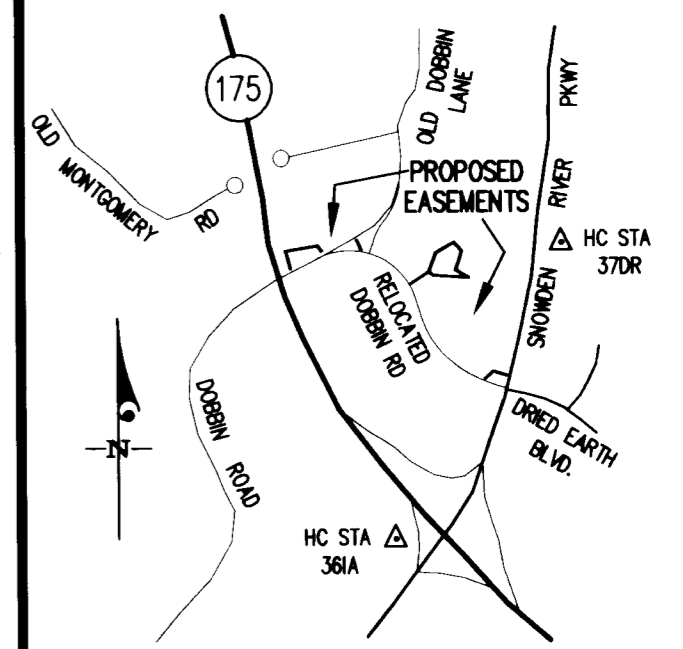 175
OLD DOBBIN
LANE
PKWY
OLD MONTGOMERY
RD
PROPOSED
EASEMENTS
RIVER
HC STA
37DR
SNOWDEN
RELOCATED
DOBBIN RD
DOBBIN ROAD
DRIED EARTH
BLVD.
N
HC STA
361A